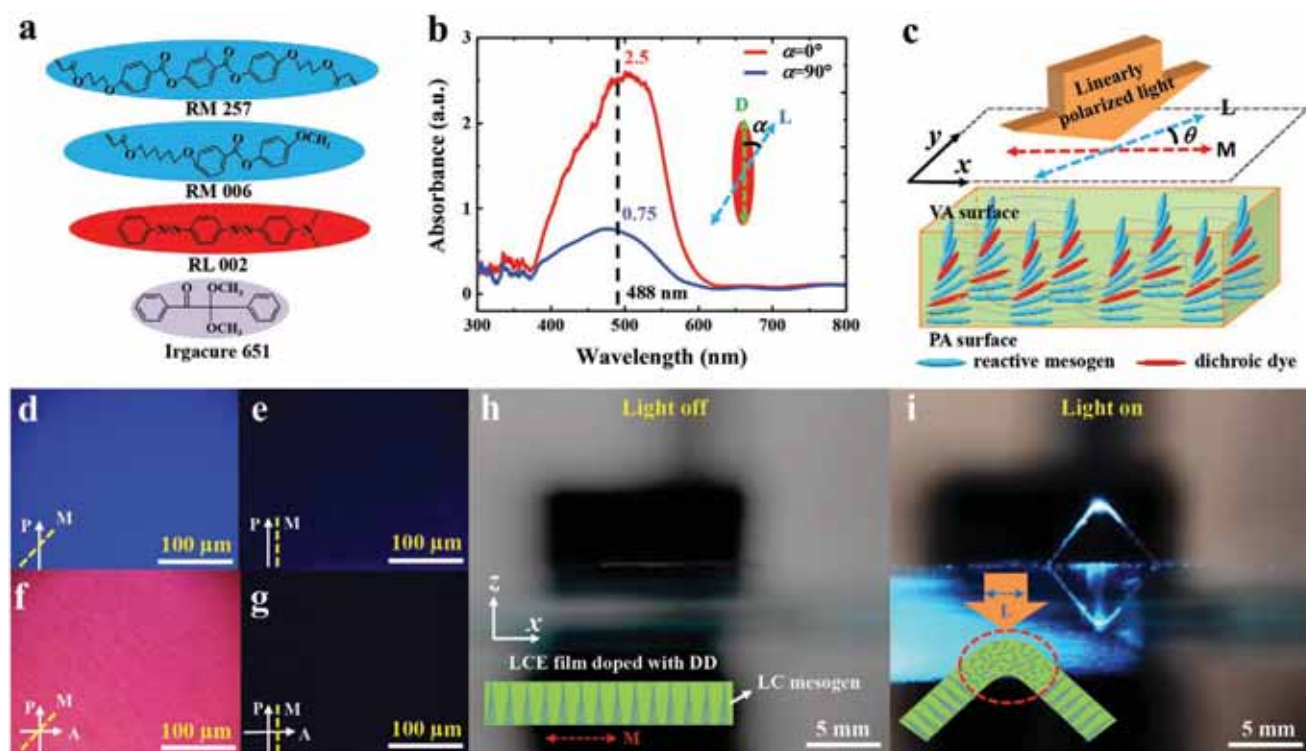 a
RM 257
OCH₃
RM 006
N
N
N
N
N
RL 002
O OCH₃
OCH₃
Irgacure 651
b
Absorbance (a.u.)
3
2
1
0
2.5
0.75
488 nm
α=0°
α=90°
D
α
L
300 400 500 600 700 800
Wavelength (nm)
c
Linearly
polarized light
L
θ
M
y
x
VA surface
PA surface
reactive mesogen
dichroic dye
d
P
M
100 µm
e
P
M
100 µm
f
P
M
A
100 µm
g
P
M
A
100 µm
h
Light off
z
x
LCE film doped with DD
LC mesogen
M
5 mm
i
Light on
L
5 mm